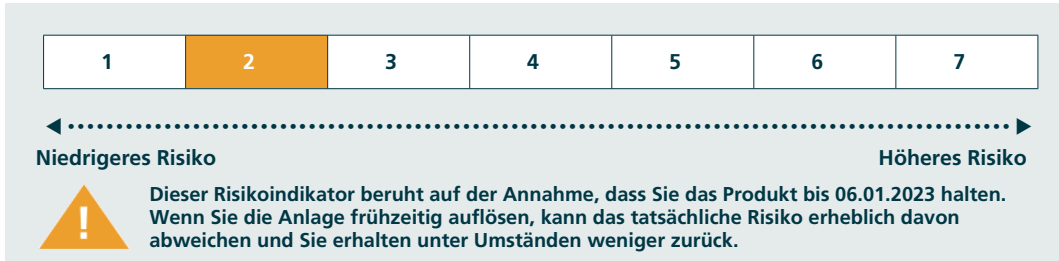 1 2 3 4 5 6 7
Niedrigeres Risiko Höheres Risiko
! Dieser Risikoindikator beruht auf der Annahme, dass Sie das Produkt bis 06.01.2023 halten.
Wenn Sie die Anlage frühzeitig auflösen, kann das tatsächliche Risiko erheblich davon
abweichen und Sie erhalten unter Umständen weniger zurück.